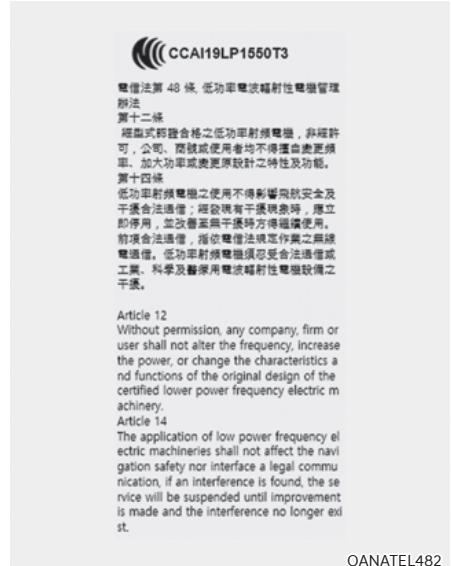 CCAI19LP1550T3
電信法第 48 條, 低功率電波輻射性電機管理
辦法
第十二條
經型式認證合格之低功率射頻電機，非經許
可，公司、商號或使用者均不得擅自變更頻
率、加大功率或變更原設計之特性及功能。
第十四條
低功率射頻電機之使用不得影響飛航安全及
干擾合法通信；經發現有干擾現象時，應立
即停用，並改善至無干擾時方得繼續使用。
前項合法通信，指依電信法規定作業之無線
電通信。低功率射頻電機須忍受合法通信或
工業、科學及醫療用電波輻射性電機設備之
干擾。
Article 12
Without permission, any company, firm or
user shall not alter the frequency, increase
the power, or change the characteristics a
nd functions of the original design of the
certified lower power frequency electric m
achinery.
Article 14
The application of low power frequency el
ectric machineries shall not affect the navi
gation safety nor interface a legal commu
nication, if an interference is found, the se
rvice will be suspended until improvement
is made and the interference no longer exi
st.
OANATEL482